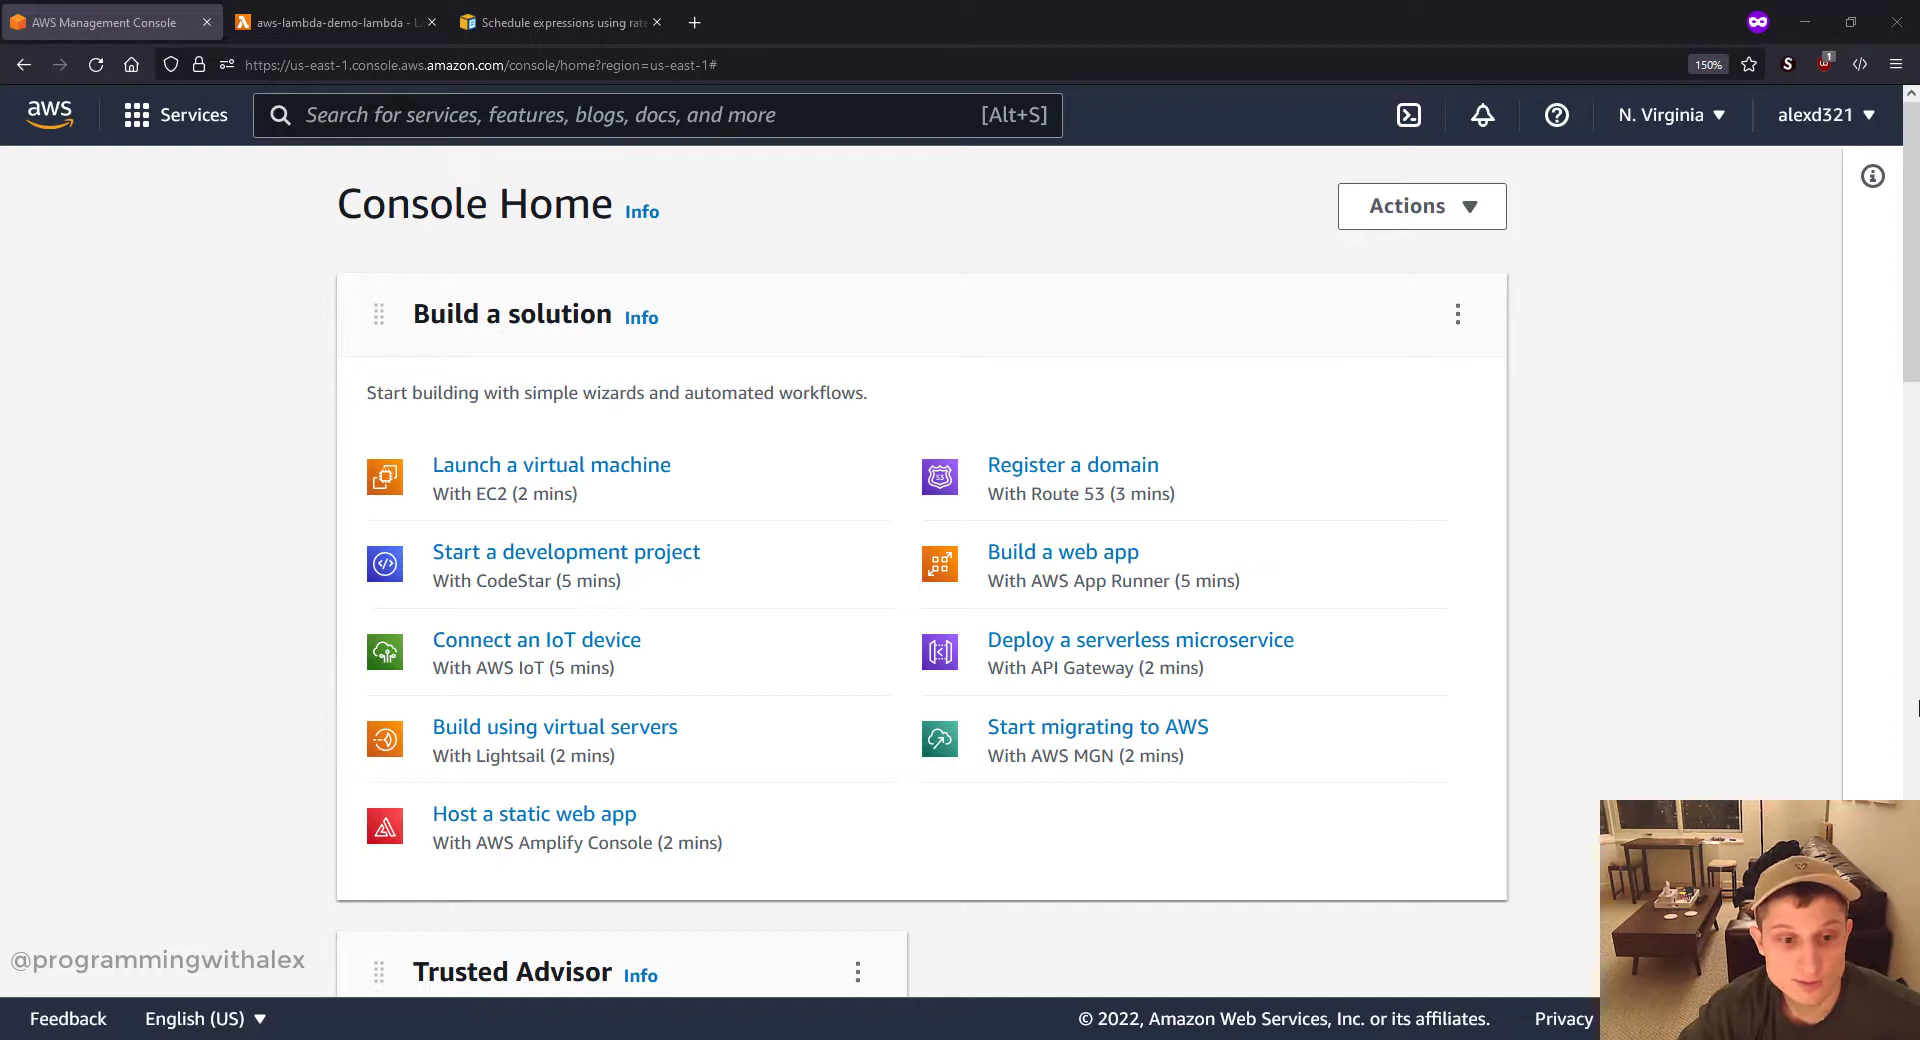 AWS Management Console
aws-lambda-demo-lambda - L
Schedule expressions using rat
https://us-east-1.console.aws.amazon.com/console/home?region=us-east-1#
150%
1
aws
Services
Search for services, features, blogs, docs, and more
[Alt+S]
N. Virginia
alexd321
Console Home Info
Actions
Build a solution Info
Start building with simple wizards and automated workflows.
Launch a virtual machine
With EC2 (2 mins)
Register a domain
With Route 53 (3 mins)
Start a development project
With CodeStar (5 mins)
Build a web app
With AWS App Runner (5 mins)
Connect an IoT device
With AWS IoT (5 mins)
Deploy a serverless microservice
With API Gateway (2 mins)
Build using virtual servers
With Lightsail (2 mins)
Start migrating to AWS
With AWS MGN (2 mins)
Host a static web app
With AWS Amplify Console (2 mins)
@programmingwithalex
Trusted Advisor Info
Feedback
English (US)
© 2022, Amazon Web Services, Inc. or its affiliates.
Privacy